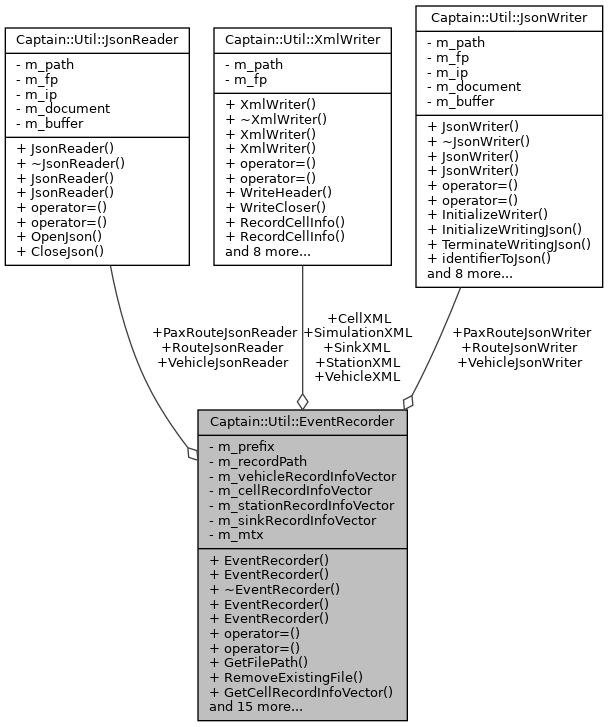 Captain::Util::JsonReader
- m_path
- m_fp
- m_ip
- m_document
- m_buffer
+ JsonReader()
+ ~JsonReader()
+ JsonReader()
+ JsonReader()
+ operator=()
+ operator=()
+ OpenJson()
+ CloseJson()
Captain::Util::XmlWriter
- m_path
- m_fp
+ XmlWriter()
+ ~XmlWriter()
+ XmlWriter()
+ XmlWriter()
+ operator=()
+ operator=()
+ WriteHeader()
+ WriteCloser()
+ RecordCellInfo()
+ RecordCellInfo()
and 8 more...
Captain::Util::JsonWriter
- m_path
- m_fp
- m_ip
- m_document
- m_buffer
+ JsonWriter()
+ ~JsonWriter()
+ JsonWriter()
+ JsonWriter()
+ operator=()
+ operator=()
+ InitializeWriter()
+ InitializeWritingJson()
+ TerminateWritingJson()
+ identifierToJson()
and 8 more...
+PaxRouteJsonReader
+RouteJsonReader
+VehicleJsonReader
+CellXML
+SimulationXML
+SinkXML
+StationXML
+VehicleXML
+PaxRouteJsonWriter
+RouteJsonWriter
+VehicleJsonWriter
Captain::Util::EventRecorder
- m_prefix
- m_recordPath
- m_vehicleRecordInfoVector
- m_cellRecordInfoVector
- m_stationRecordInfoVector
- m_sinkRecordInfoVector
- m_mtx
+ EventRecorder()
+ EventRecorder()
+ ~EventRecorder()
+ EventRecorder()
+ EventRecorder()
+ operator=()
+ operator=()
+ GetFilePath()
+ RemoveExistingFile()
+ GetCellRecordInfoVector()
and 15 more...